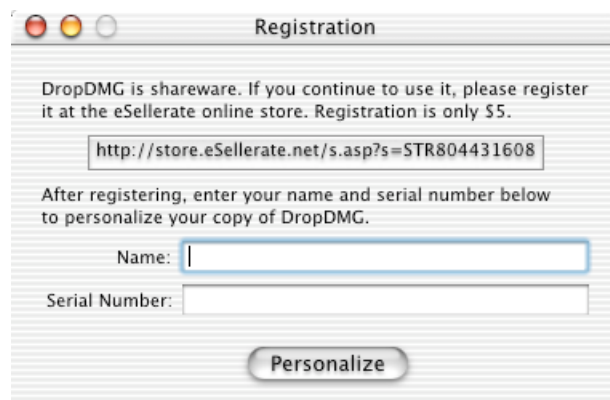 Registration
DropDMG is shareware. If you continue to use it, please register
it at the eSellerate online store. Registration is only $5.
http://store.eSellerate.net/s.asp?s=STR804431608
After registering, enter your name and serial number below
to personalize your copy of DropDMG.
Name:
Serial Number:
Personalize